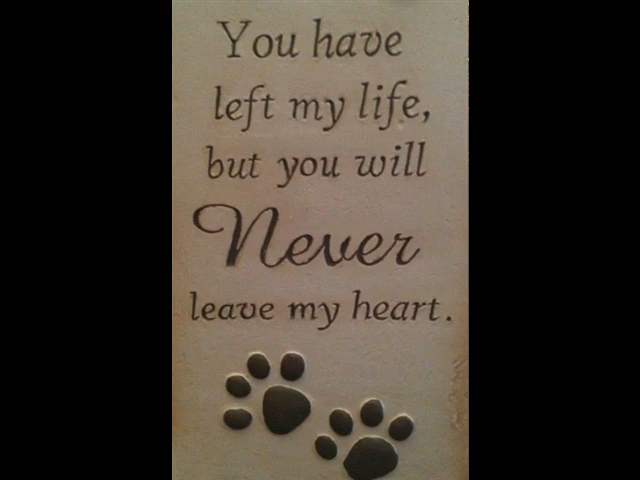 You have
left my life,
but you will
Never
leave my heart.